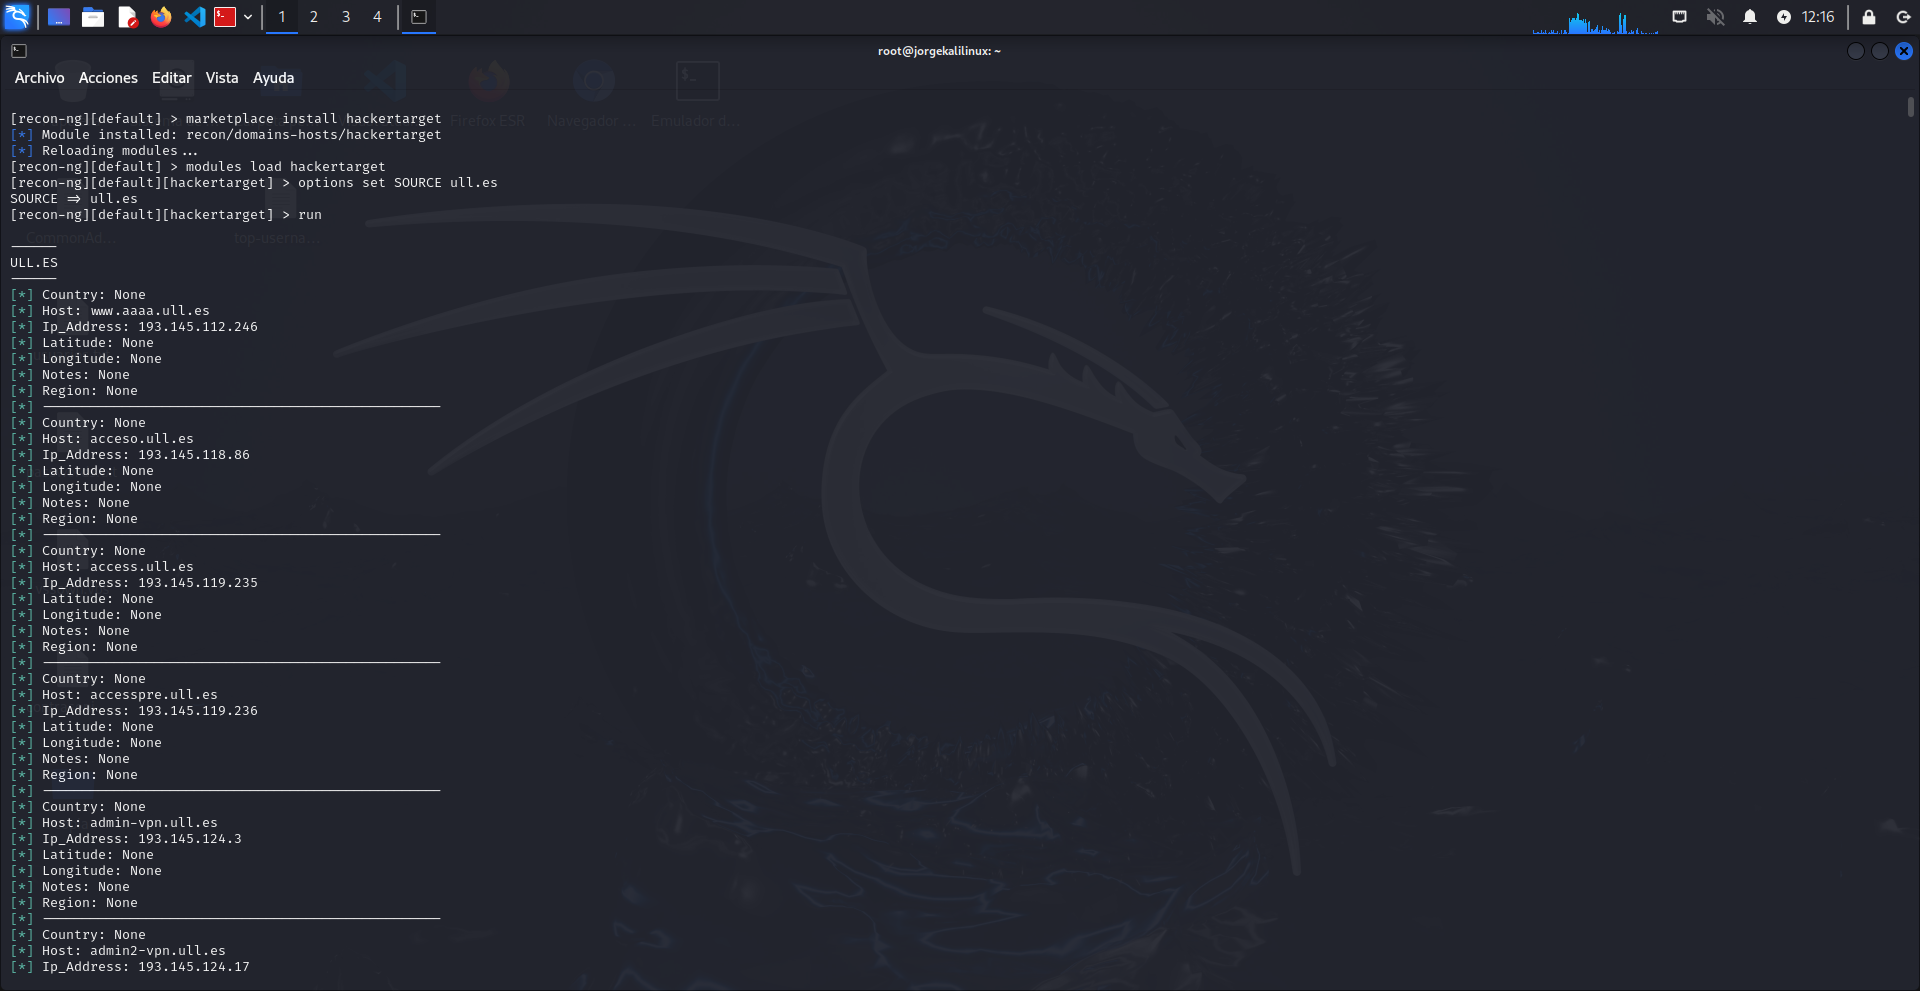 1 2 3 4
12:16
root@jorgekalilinux: ~
Archivo Acciones Editar Vista Ayuda
Firefox ESR Navegador ... Emulador d...
[recon-ng][default] > marketplace install hackertarget
[*] Module installed: recon/domains-hosts/hackertarget
[*] Reloading modules...
[recon-ng][default] > modules load hackertarget
[recon-ng][default][hackertarget] > options set SOURCE ull.es
SOURCE => ull.es
[recon-ng][default][hackertarget] > run
CommonAd... top-userna...
------
ULL.ES
------
[*] Country: None
[*] Host: www.aaaa.ull.es
[*] Ip_Address: 193.145.112.246
[*] Latitude: None
[*] Longitude: None
[*] Notes: None
[*] Region: None
[*] --------------------------------------------------
[*] Country: None
[*] Host: acceso.ull.es
[*] Ip_Address: 193.145.118.86
[*] Latitude: None
[*] Longitude: None
[*] Notes: None
[*] Region: None
[*] --------------------------------------------------
[*] Country: None
[*] Host: access.ull.es
[*] Ip_Address: 193.145.119.235
[*] Latitude: None
[*] Longitude: None
[*] Notes: None
[*] Region: None
[*] --------------------------------------------------
[*] Country: None
[*] Host: accesspre.ull.es
[*] Ip_Address: 193.145.119.236
[*] Latitude: None
[*] Longitude: None
[*] Notes: None
[*] Region: None
[*] --------------------------------------------------
[*] Country: None
[*] Host: admin-vpn.ull.es
[*] Ip_Address: 193.145.124.3
[*] Latitude: None
[*] Longitude: None
[*] Notes: None
[*] Region: None
[*] --------------------------------------------------
[*] Country: None
[*] Host: admin2-vpn.ull.es
[*] Ip_Address: 193.145.124.17